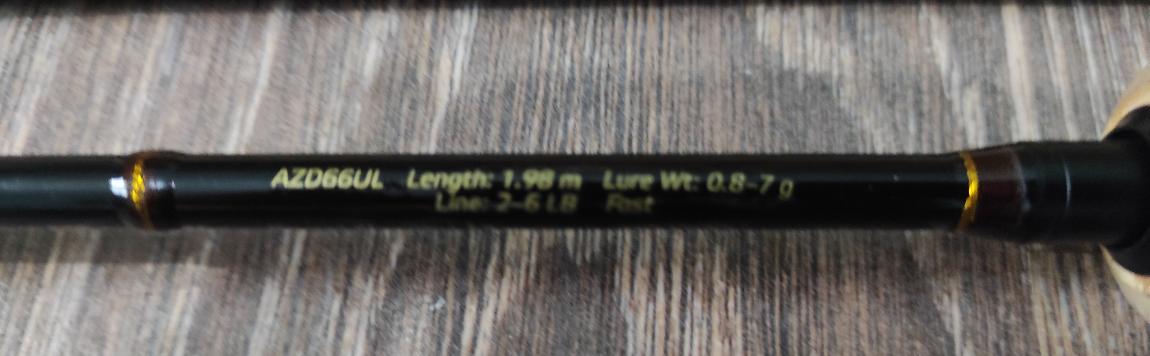 AZD66UL Length: 1.98 m Lure Wt: 0.8-7 g
Line: 2-6 LB Fast